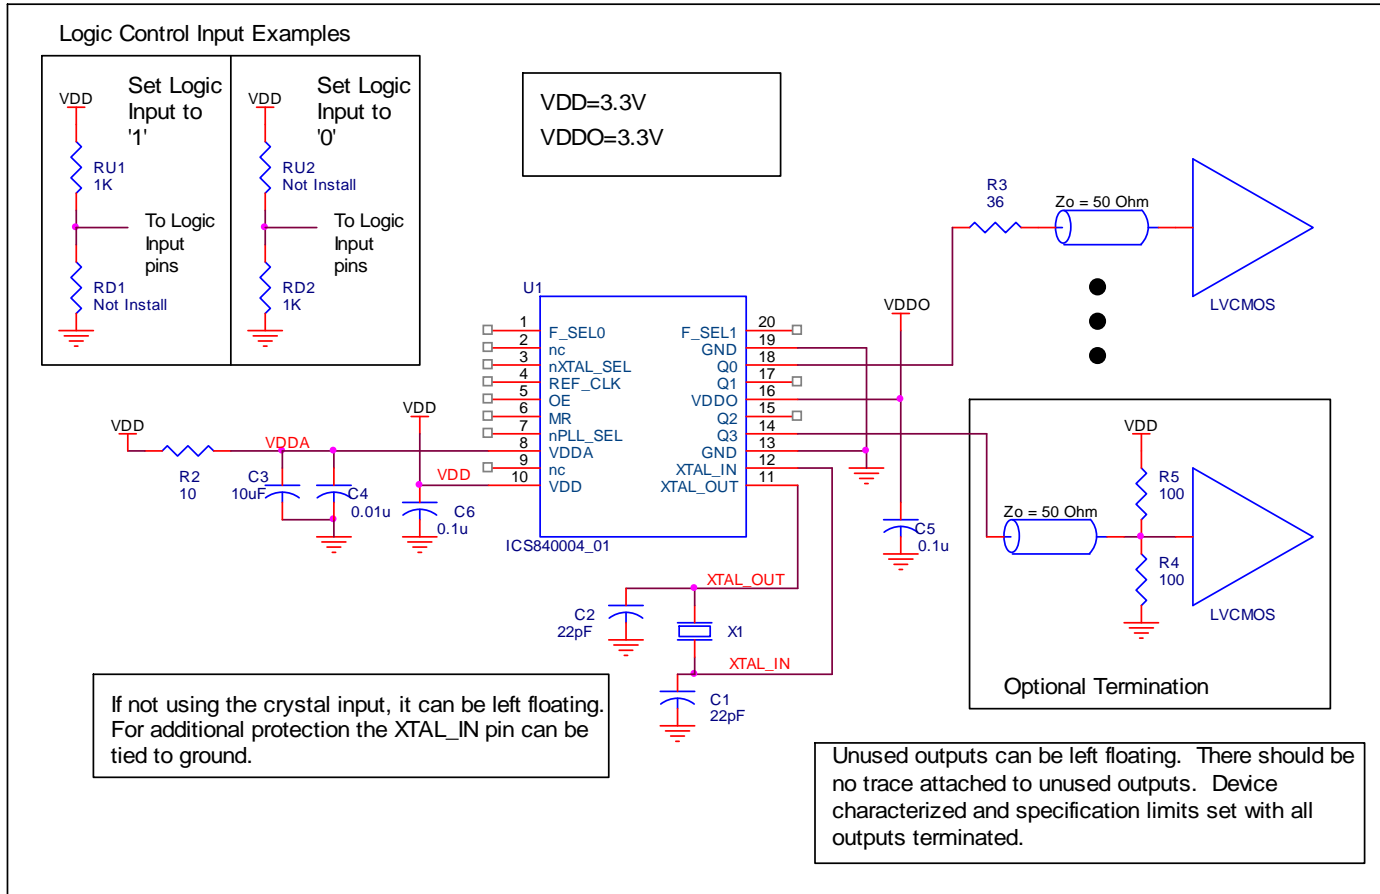 Logic Control Input Examples
Set Logic
Input to
'1'
VDD
RU1
1K
To Logic
Input
pins
RD1
Not Install
Set Logic
Input to
'0'
VDD
RU2
Not Install
To Logic
Input
pins
RD2
1K
VDD=3.3V
VDDO=3.3V
R3
36
Zo = 50 Ohm
LVCMOS
U1
1
F_SEL0
2
nc
3
nXTAL_SEL
4
REF_CLK
5
OE
6
MR
7
nPLL_SEL
8
VDDA
9
nc
10
VDD
20
F_SEL1
19
GND
18
Q0
17
Q1
16
VDDO
15
Q2
14
Q3
13
GND
12
XTAL_IN
11
XTAL_OUT
ICS840004_01
VDD
R2
10
VDDA
C3
10uF
C4
0.01u
VDD
VDD
C6
0.1u
VDDO
C5
0.1u
XTAL_OUT
C2
22pF
X1
XTAL_IN
C1
22pF
VDD
R5
100
Zo = 50 Ohm
R4
100
LVCMOS
Optional Termination
If not using the crystal input, it can be left floating.
For additional protection the XTAL_IN pin can be
tied to ground.
Unused outputs can be left floating. There should be
no trace attached to unused outputs. Device
characterized and specification limits set with all
outputs terminated.